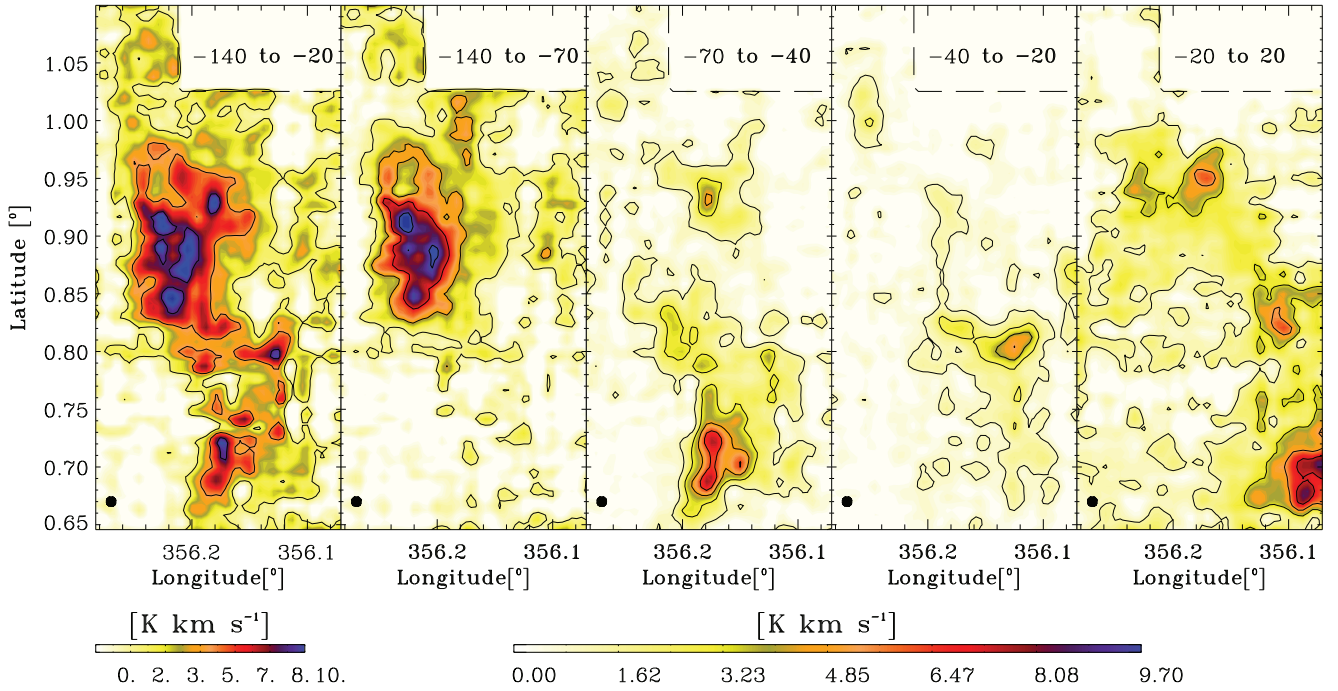 −140 to −20 −140 to −70 −70 to −40 −40 to −20 −20 to 20
1.05
1.00
0.95
0.90
0.85
0.80
0.75
0.70
0.65
Latitude [°]
356.2 356.1 356.2 356.1 356.2 356.1 356.2 356.1 356.2 356.1
Longitude[°] Longitude[°] Longitude[°] Longitude[°] Longitude[°]
[K km s⁻¹] [K km s⁻¹]
0. 2. 3. 5. 7. 8.10. 0.00 1.62 3.23 4.85 6.47 8.08 9.70